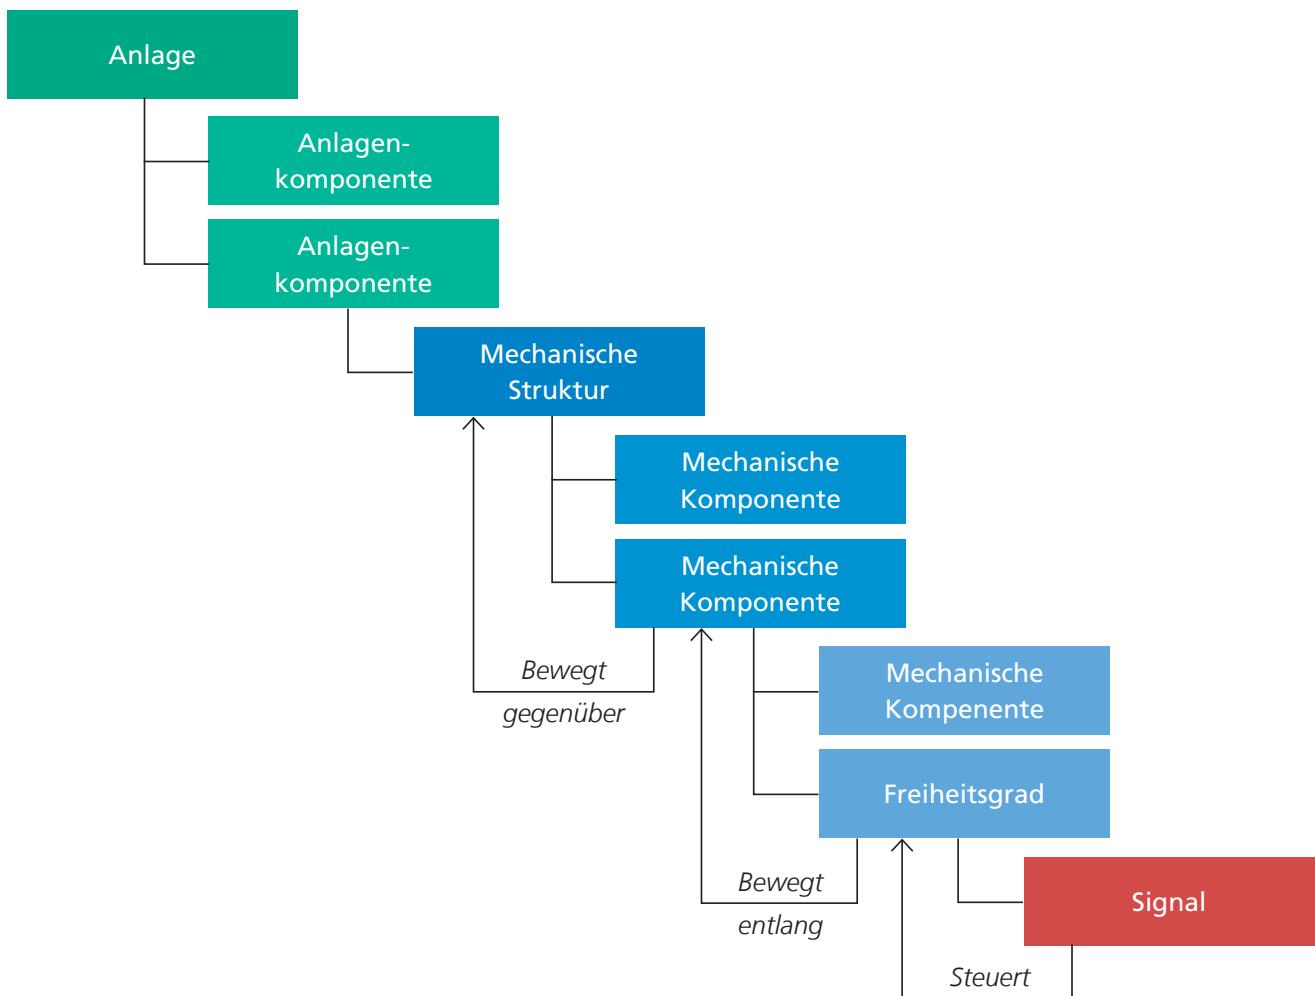 Anlage
Anlagen-
komponente
Anlagen-
komponente
Mechanische
Struktur
Mechanische
Komponente
Mechanische
Komponente
Bewegt
gegenüber
Mechanische
Kompenente
Freiheitsgrad
Bewegt
entlang
Signal
Steuert